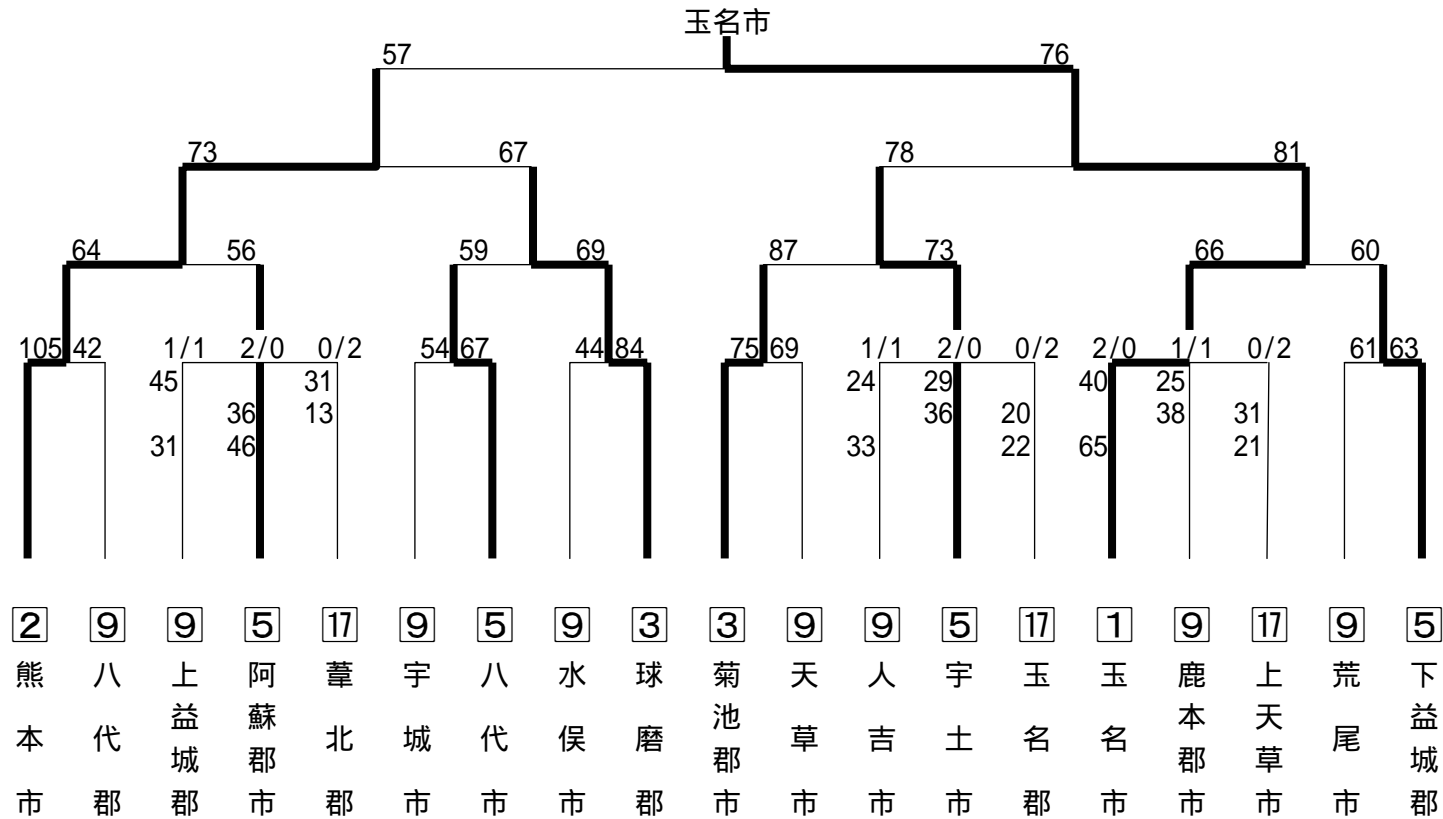 玉名市
57 76
73 67 78 81
64 56 59 69 87 73 66 60
105 42 1/1 2/0 0/2 54 67 44 84 75 69 1/1 2/0 0/2 2/0 1/1 0/2 61 63
45 31 24 29 40 25
36 13 36 20 38 31
31 46 33 22 65 21
2 9 9 5 17 9 5 9 3 3 9 9 5 17 1 9 17 9 5
熊本市
八代郡
上益城郡
阿蘇郡市
葦北郡
宇城市
八代市
水俣市
球磨郡
菊池郡市
天草市
人吉市
宇土市
玉名郡
玉名市
鹿本郡市
上天草市
荒尾市
下益城郡